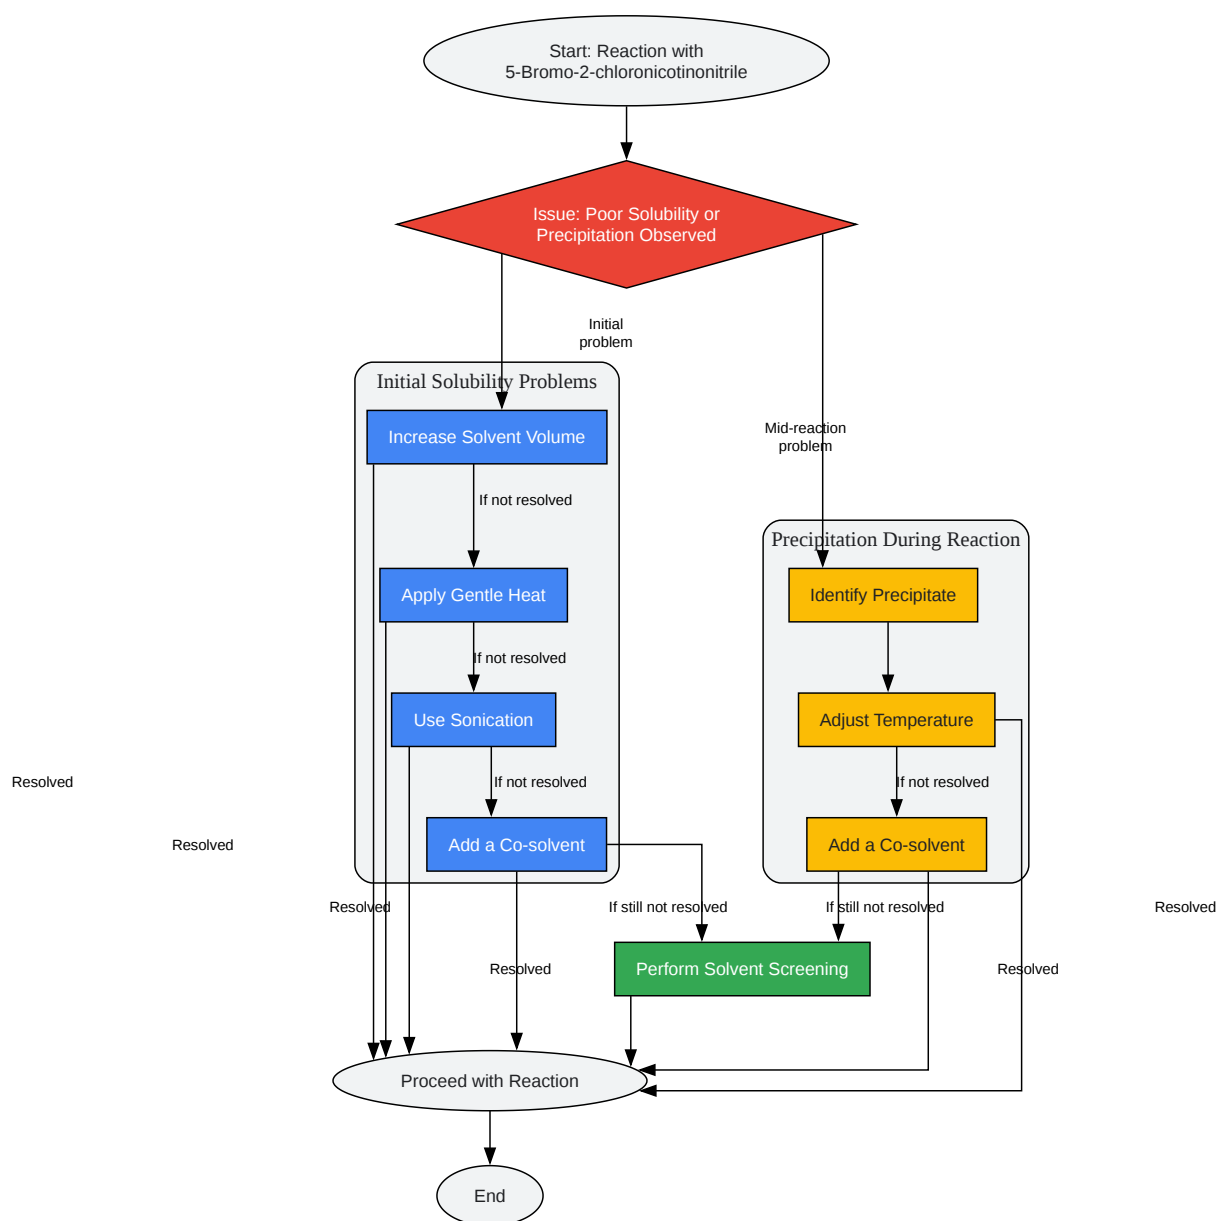 Start: Reaction with
5-Bromo-2-chloronicotinonitrile
Issue: Poor Solubility or
Precipitation Observed
Initial
problem
Initial Solubility Problems
Increase Solvent Volume
Mid-reaction
problem
If not resolved
Precipitation During Reaction
Apply Gentle Heat
Identify Precipitate
If not resolved
Use Sonication
Adjust Temperature
Resolved
If not resolved
If not resolved
Resolved
Add a Co-solvent
Add a Co-solvent
Resolved
If still not resolved
If still not resolved
Resolved
Resolved
Perform Solvent Screening
Resolved
Proceed with Reaction
End